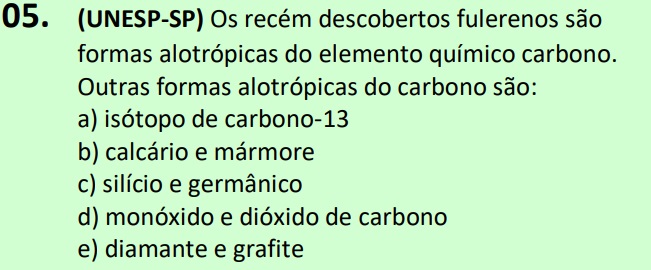 05. (UNESP-SP) Os recém descobertos fulerenos são
formas alotrópicas do elemento químico carbono.
Outras formas alotrópicas do carbono são:
a) isótopo de carbono-13
b) calcário e mármore
c) silício e germânico
d) monóxido e dióxido de carbono
e) diamante e grafite